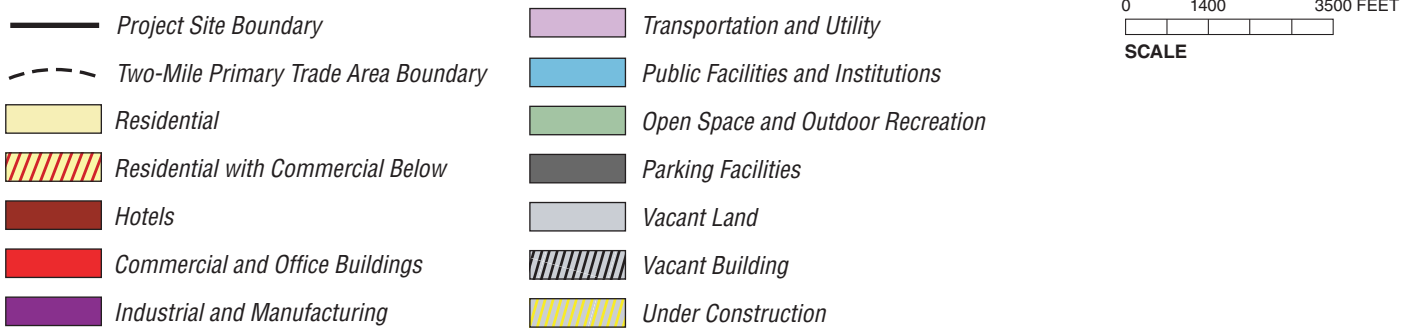 Project Site Boundary
Two-Mile Primary Trade Area Boundary
Residential
Residential with Commercial Below
Hotels
Commercial and Office Buildings
Industrial and Manufacturing
Transportation and Utility
Public Facilities and Institutions
Open Space and Outdoor Recreation
Parking Facilities
Vacant Land
Vacant Building
Under Construction
0 1400 3500 FEET
SCALE